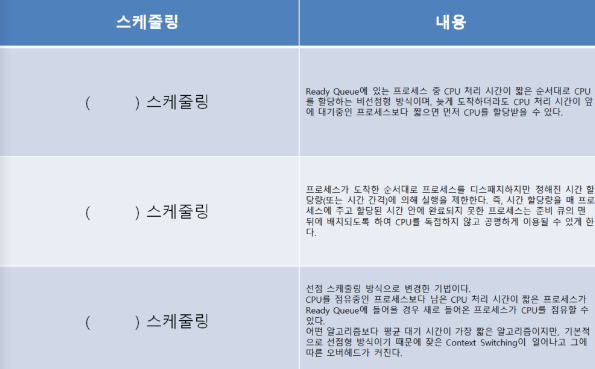 스케줄링
내용
( ) 스케줄링
Ready Queue에 있는 프로세스 중 CPU 처리 시간이 짧은 순서대로 CPU
를 할당하는 비선점형 방식이며, 늦게 도착하더라도 CPU 처리 시간이 앞
에 대기중인 프로세스보다 짧으면 먼저 CPU를 할당받을 수 있다.
( ) 스케줄링
프로세스가 도착한 순서대로 프로세스를 디스패치하지만 정해진 시간 할
당량(또는 시간 간격)에 의해 실행을 제한한다. 즉, 시간 할당량을 매 프로
세스에 주고 할당된 시간 안에 완료되지 못한 프로세스는 준비 큐의 맨
뒤에 배치되도록 하여 CPU를 독점하지 않고 공평하게 이용될 수 있게 한
다.
( ) 스케줄링
선점 스케줄링 방식으로 변경한 기법이다.
CPU를 점유중인 프로세스보다 남은 CPU 처리 시간이 짧은 프로세스가
Ready Queue에 들어올 경우 새로 들어온 프로세스가 CPU를 점유할 수
있다.
어떤 알고리즘보다 평균 대기 시간이 가장 짧은 알고리즘이지만, 기본적
으로 선점형 방식이기 때문에 잦은 Context Switching이 일어나고 그에
따른 오버헤드가 커진다.